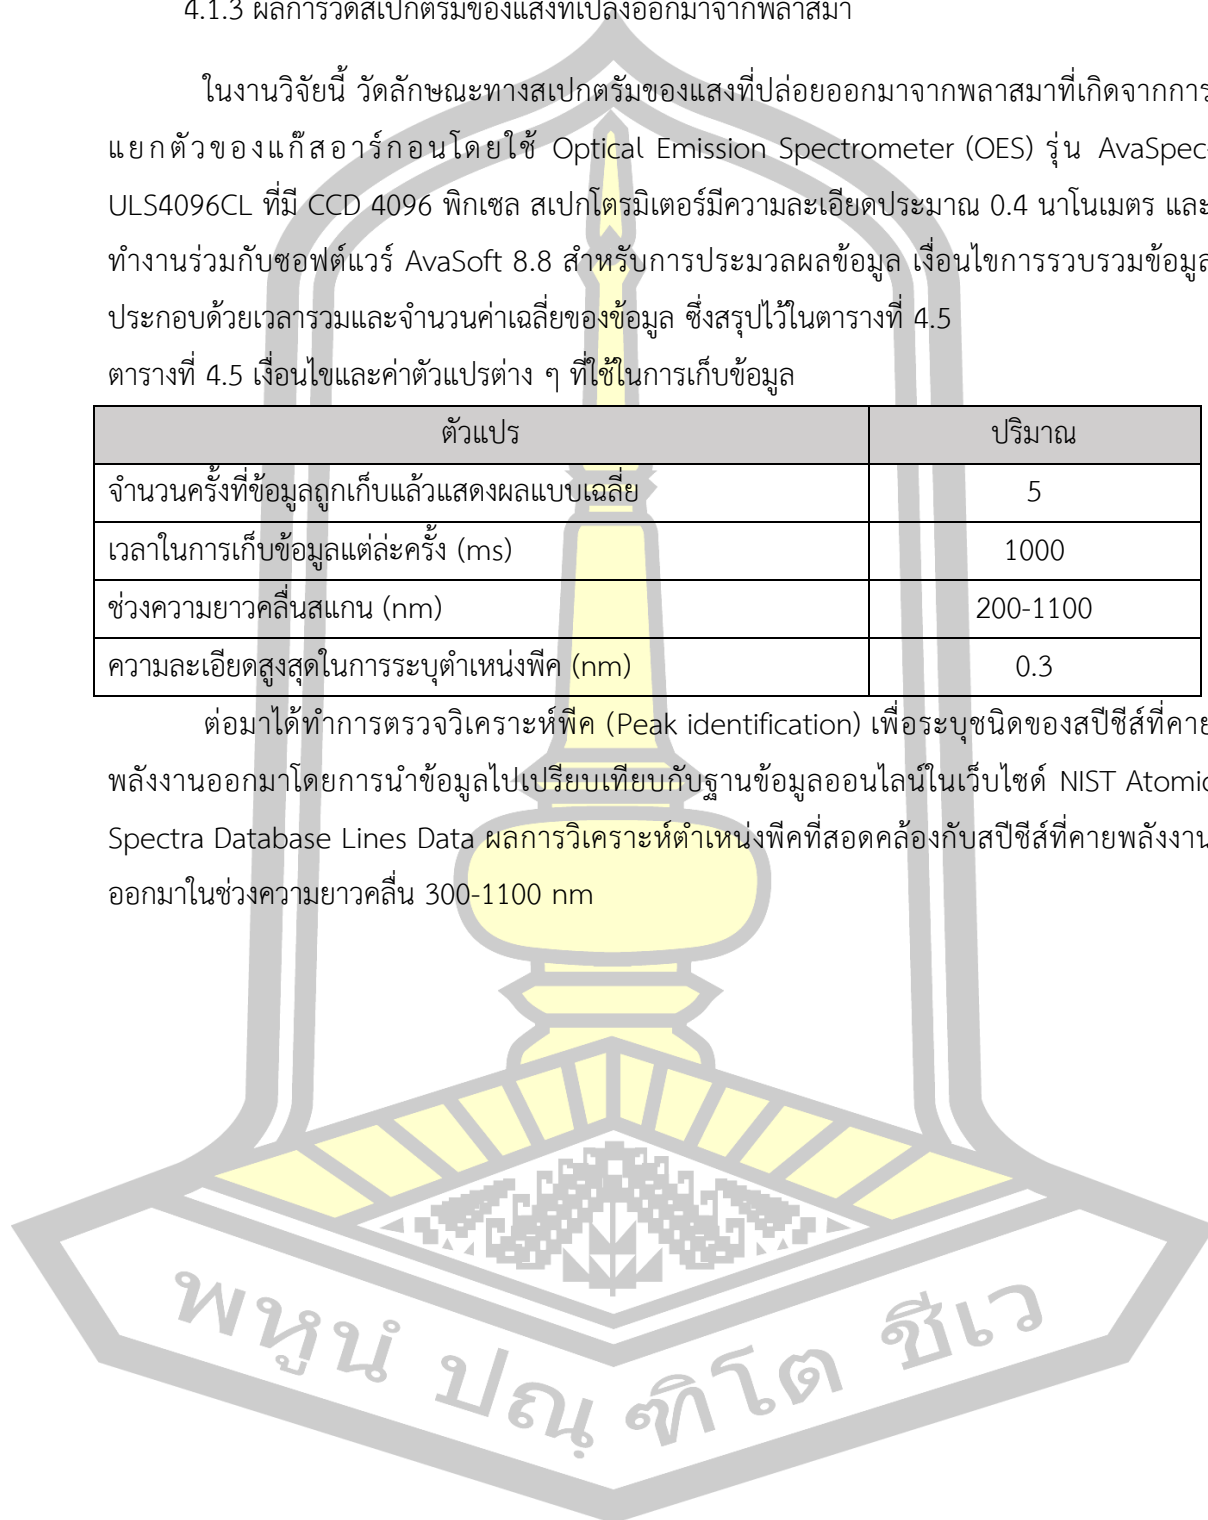 4.1.3 ผลการวัดสเปกตรัมของแสงที่เปล่งออกมาจากพลาสมา
ในงานวิจัยนี้ วัดลักษณะทางสเปกตรัมของแสงที่ปล่อยออกมาจากพลาสมาที่เกิดจากการ
แยกตัวของแก๊สอาร์กอนโดยใช้ Optical Emission Spectrometer (OES) รุ่น AvaSpec-
ULS4096CL ที่มี CCD 4096 พิกเซล สเปกโตรมิเตอร์มีความละเอียดประมาณ 0.4 นาโนเมตร และ
ทำงานร่วมกับซอฟต์แวร์ AvaSoft 8.8 สำหรับการประมวลผลข้อมูล เงื่อนไขการรวบรวมข้อมูล
ประกอบด้วยเวลารวมและจำนวนค่าเฉลี่ยของข้อมูล ซึ่งสรุปไว้ในตารางที่ 4.5
ตารางที่ 4.5 เงื่อนไขและค่าตัวแปรต่าง ๆ ที่ใช้ในการเก็บข้อมูล
ตัวแปร ปริมาณ
จำนวนครั้งที่ข้อมูลถูกเก็บแล้วแสดงผลแบบเฉลี่ย 5
เวลาในการเก็บข้อมูลแต่ล่ะครั้ง (ms) 1000
ช่วงความยาวคลื่นสแกน (nm) 200-1100
ความละเอียดสูงสุดในการระบุตำเหน่งพีค (nm) 0.3
ต่อมาได้ทำการตรวจวิเคราะห์พีค (Peak identification) เพื่อระบุชนิดของสปีชีส์ที่คาย
พลังงานออกมาโดยการนำข้อมูลไปเปรียบเทียบกับฐานข้อมูลออนไลน์ในเว็บไซด์ NIST Atomic
Spectra Database Lines Data ผลการวิเคราะห์ตำเหน่งพีคที่สอดคล้องกับสปีชีส์ที่คายพลังงาน
ออกมาในช่วงความยาวคลื่น 300-1100 nm
พหูนํ ปณฺฑิโต ชีเว